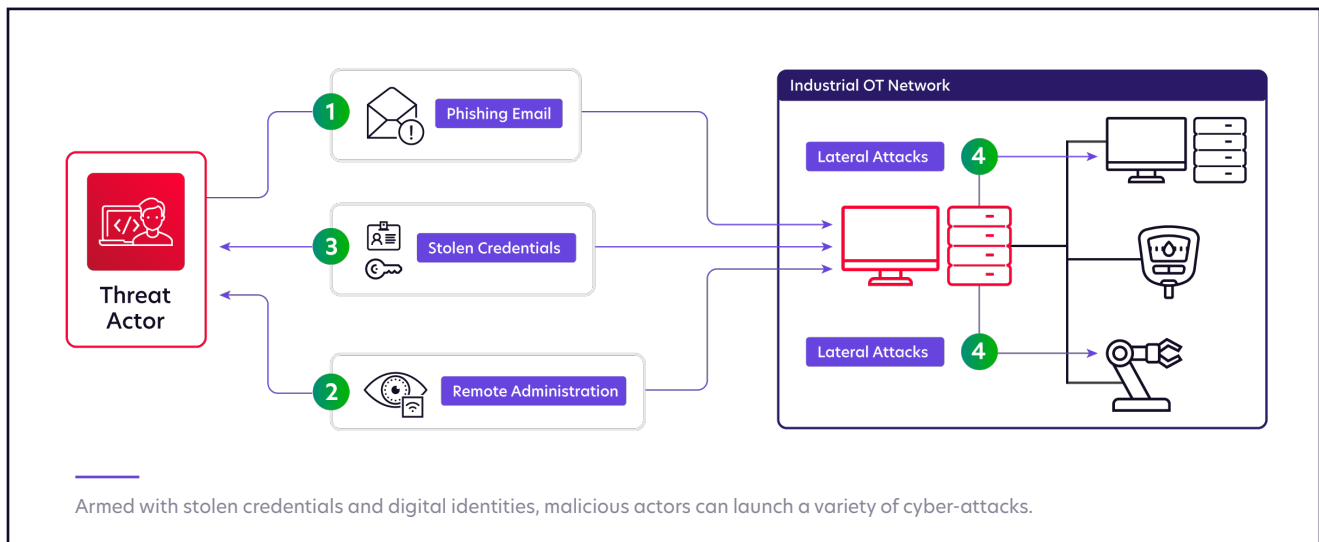 Industrial OT Network
1
Phishing Email
Lateral Attacks
4
3
Stolen Credentials
Threat
Actor
2
Remote Administration
Lateral Attacks
4
Armed with stolen credentials and digital identities, malicious actors can launch a variety of cyber-attacks.